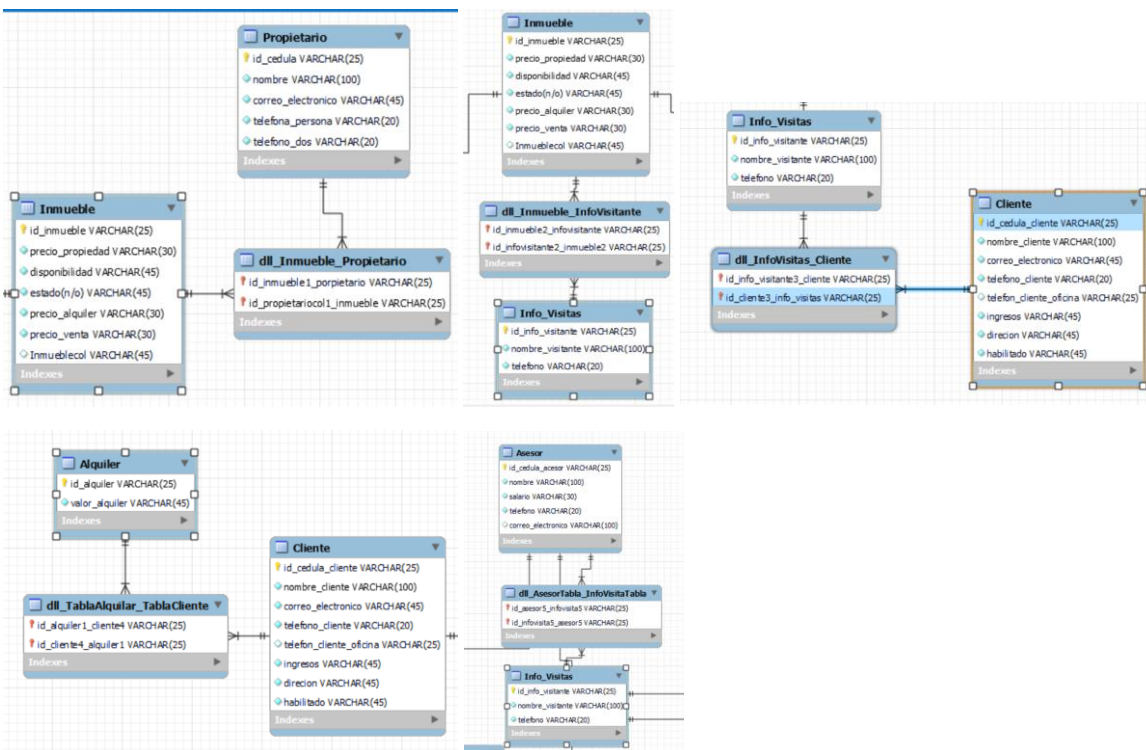 Propietario
id_cedula VARCHAR(25)
nombre VARCHAR(100)
correo_electronico VARCHAR(45)
telefona_persona VARCHAR(20)
telefono_dos VARCHAR(20)
Indexes
Inmueble
id_inmueble VARCHAR(25)
precio_propiedad VARCHAR(30)
disponibilidad VARCHAR(45)
estado(n/o) VARCHAR(45)
precio_alquiler VARCHAR(30)
precio_venta VARCHAR(30)
Inmueblecol VARCHAR(45)
Indexes
dll_Inmueble_Propietario
id_inmueble1_porpietario VARCHAR(25)
id_propietariocol1_inmueble VARCHAR(25)
Indexes
Inmueble
id_inmueble VARCHAR(25)
precio_propiedad VARCHAR(30)
disponibilidad VARCHAR(45)
estado(n/o) VARCHAR(45)
precio_alquiler VARCHAR(30)
precio_venta VARCHAR(30)
Inmueblecol VARCHAR(45)
Indexes
dll_Inmueble_InfoVisitante
id_inmueble2_infovisitante VARCHAR(25)
id_infovisitante2_inmueble2 VARCHAR(25)
Indexes
Info_Visitas
id_info_visitante VARCHAR(25)
nombre_visitante VARCHAR(100)
telefono VARCHAR(20)
Indexes
Info_Visitas
id_info_visitante VARCHAR(25)
nombre_visitante VARCHAR(100)
telefono VARCHAR(20)
Indexes
dll_InfoVisitas_Cliente
id_info_visitante3_cliente VARCHAR(25)
id_cliente3_info_visitas VARCHAR(25)
Indexes
Cliente
id_cedula_cliente VARCHAR(25)
nombre_cliente VARCHAR(100)
correo_electronico VARCHAR(45)
telefono_cliente VARCHAR(20)
telefon_cliente_oficina VARCHAR(25)
ingresos VARCHAR(45)
direcion VARCHAR(45)
habilitado VARCHAR(45)
Indexes
Alquiler
id_alquiler VARCHAR(25)
valor_alquiler VARCHAR(45)
Indexes
dll_TablaAlquilar_TablaCliente
id_alquiler1_cliente4 VARCHAR(25)
id_cliente4_alquiler1 VARCHAR(25)
Indexes
Cliente
id_cedula_cliente VARCHAR(25)
nombre_cliente VARCHAR(100)
correo_electronico VARCHAR(45)
telefono_cliente VARCHAR(20)
telefon_cliente_oficina VARCHAR(25)
ingresos VARCHAR(45)
direcion VARCHAR(45)
habilitado VARCHAR(45)
Indexes
Asesor
id_cedula_acesor VARCHAR(25)
nombre VARCHAR(100)
salario VARCHAR(30)
telefono VARCHAR(20)
correo_electronico VARCHAR(100)
Indexes
dll_AsesorTabla_InfoVisitaTabla
id_asesor5_infovisita5 VARCHAR(25)
id_infovisita5_asesor5 VARCHAR(25)
Indexes
Info_Visitas
id_info_visitante VARCHAR(25)
nombre_visitante VARCHAR(100)
telefono VARCHAR(20)
Indexes